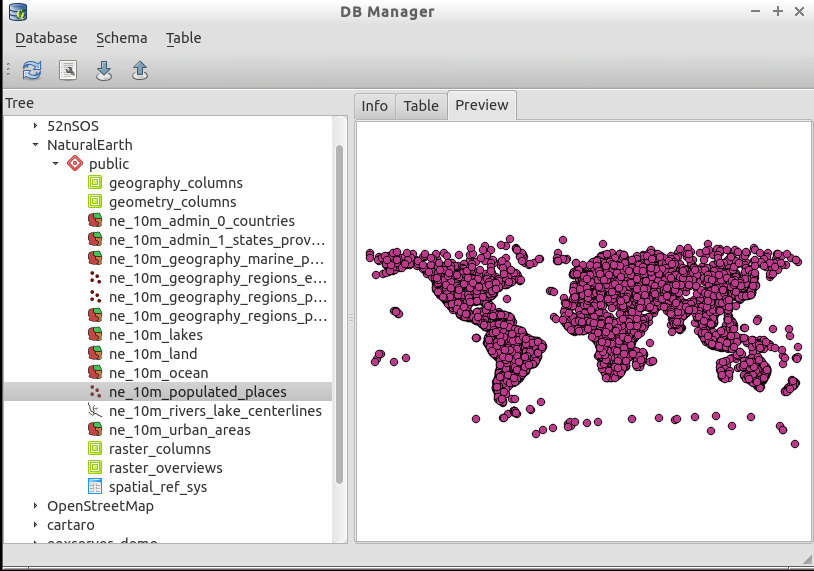 DB Manager
Database Schema Table
Tree
Info Table Preview
52nSOS
NaturalEarth
public
geography_columns
geometry_columns
ne_10m_admin_0_countries
ne_10m_admin_1_states_prov...
ne_10m_geography_marine_p...
ne_10m_geography_regions_e...
ne_10m_geography_regions_p...
ne_10m_geography_regions_p...
ne_10m_lakes
ne_10m_land
ne_10m_ocean
ne_10m_populated_places
ne_10m_rivers_lake_centerlines
ne_10m_urban_areas
raster_columns
raster_overviews
spatial_ref_sys
OpenStreetMap
cartaro